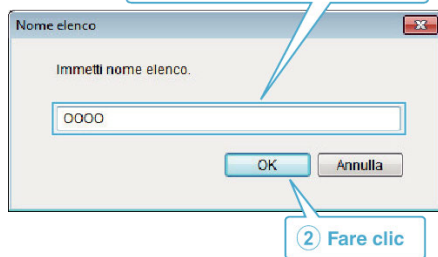 Nome elenco
Immetti nome elenco.
OOOO
OK Annulla
② Fare clic